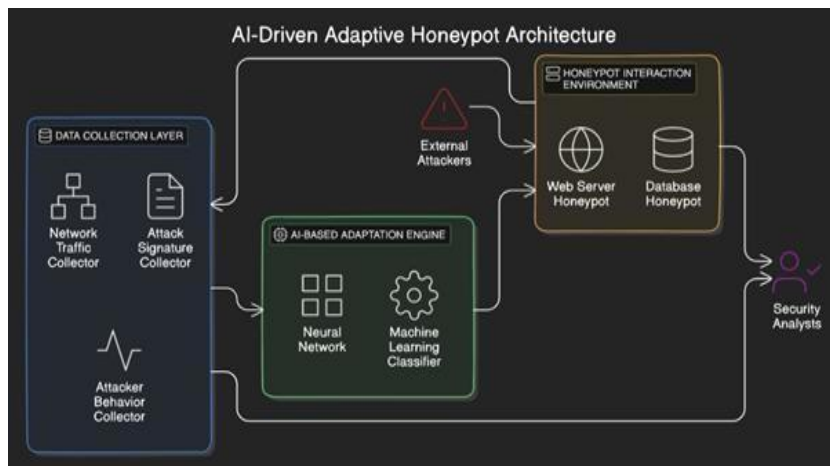 AI-Driven Adaptive Honeypot Architecture
HONEYPOT INTERACTION
ENVIRONMENT
External
Attackers
Web Server
Honeypot
Database
Honeypot
DATA COLLECTION LAYER
Network
Traffic
Collector
Attack
Signature
Collector
Attacker
Behavior
Collector
AI-BASED ADAPTATION ENGINE
Neural
Network
Machine
Learning
Classifier
Security
Analysts